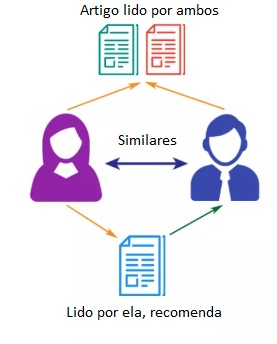 Artigo lido por ambos
Similares
Lido por ela, recomenda